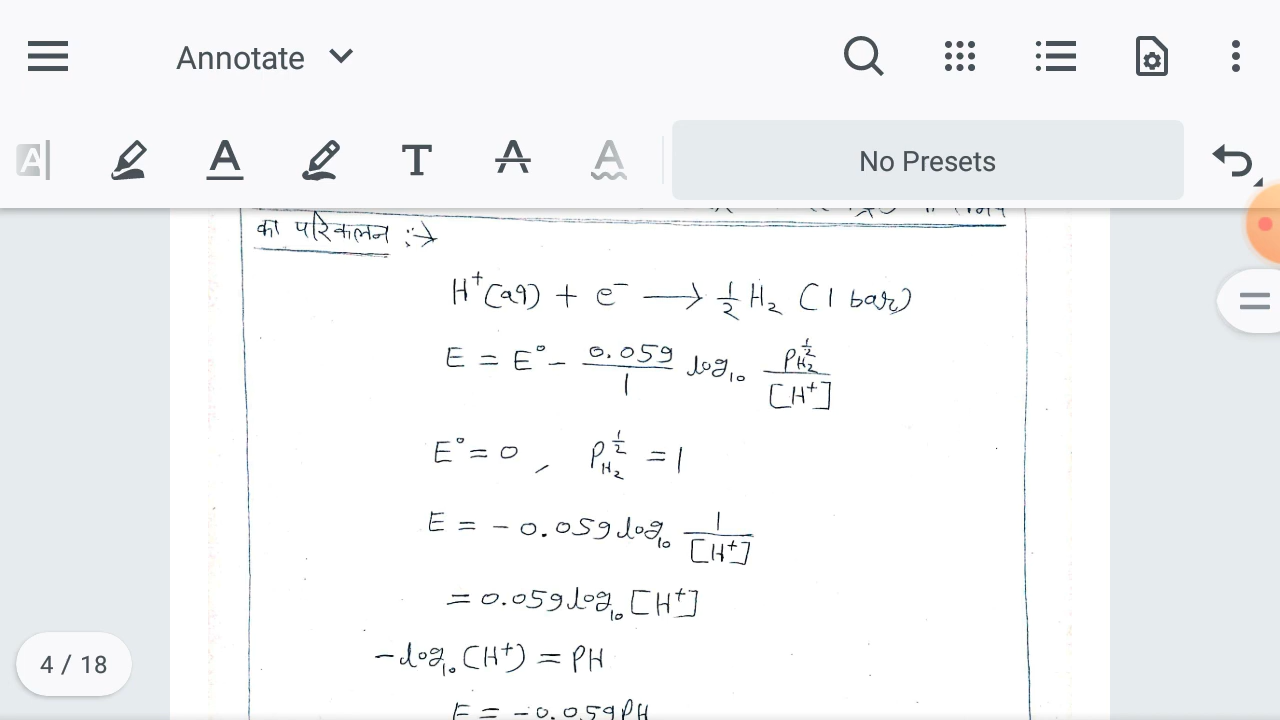 Annotate
A A T A A No Presets
का परिकलन :→
H⁺(aq) + e⁻ ⟶ ½ H₂ (1 bar)
E = E° - 0.059/1 log₁₀ P_H₂^½/[H⁺]
E° = 0 , P_H₂^½ = 1
E = - 0.059 log₁₀ 1/[H⁺]
= 0.059 log₁₀ [H⁺]
-log₁₀ (H⁺) = PH
4 / 18
E = -0.059 PH